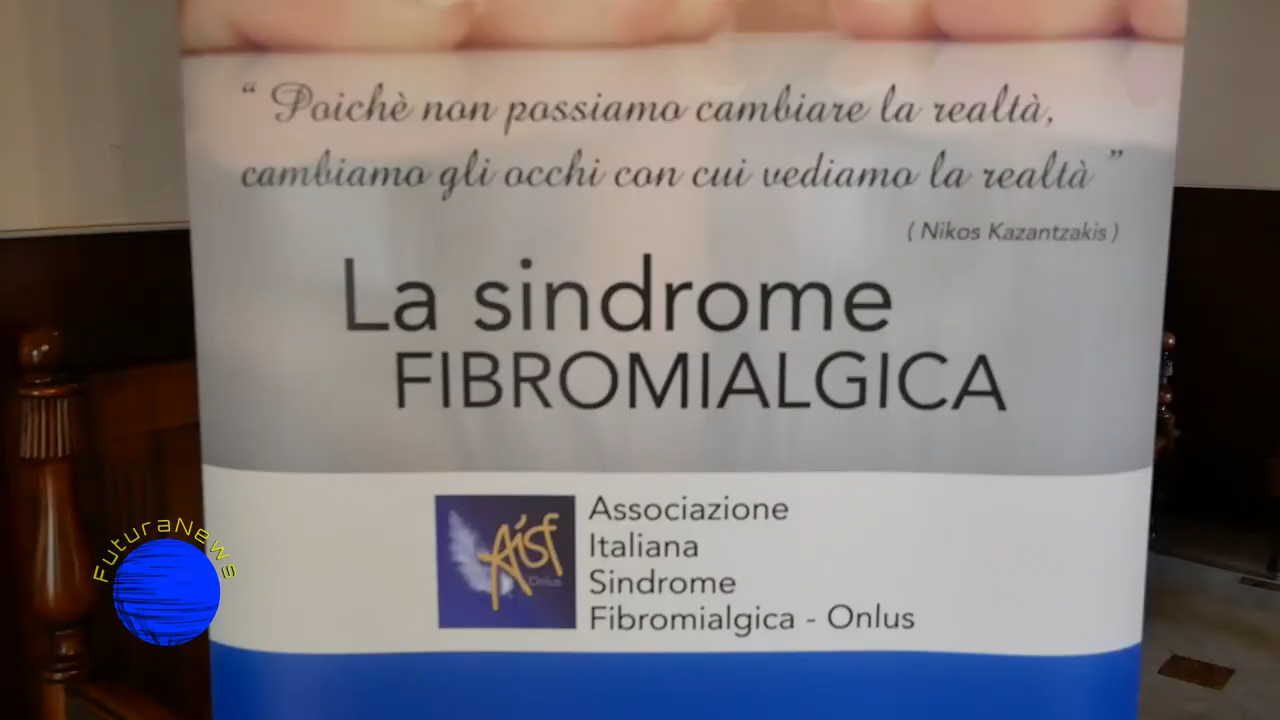 “ Poichè non possiamo cambiare la realtà,
cambiamo gli occhi con cui vediamo la realtà ”
( Nikos Kazantzakis )
La sindrome
FIBROMIALGICA
Aisf
Onlus
Associazione
Italiana
Sindrome
Fibromialgica - Onlus
FuturaNews